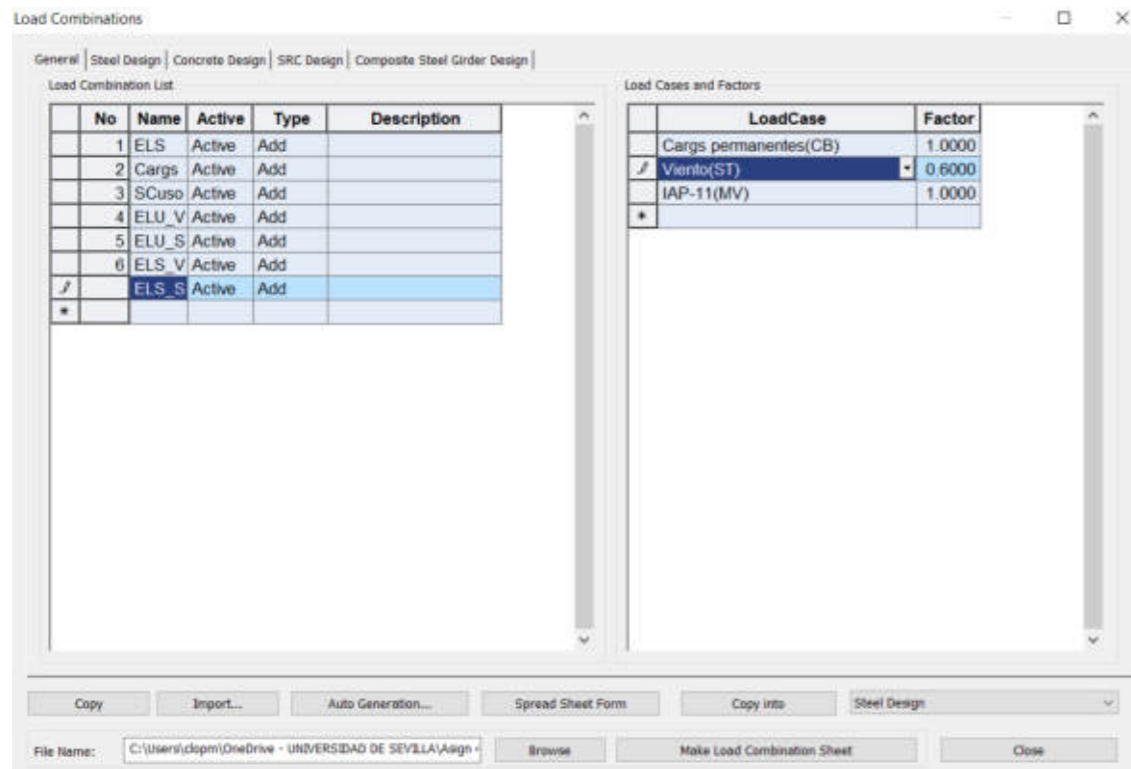 Load Combinations
General Steel Design Concrete Design SRC Design Composite Steel Girder Design
Load Combination List
No Name Active Type Description
1 ELS Active Add
2 Cargs Active Add
3 SCuso Active Add
4 ELU_V Active Add
5 ELU_S Active Add
6 ELS_V Active Add
ELS_S Active Add
*
Load Cases and Factors
LoadCase Factor
Cargs permanentes(CB) 1.0000
Viento(ST) 0.6000
IAP-11(MV) 1.0000
*
Copy Import... Auto Generation... Spread Sheet Form Copy into Steel Design
File Name: C:\Users\clopm\OneDrive - UNIVERSIDAD DE SEVILLA\Asign Browse Make Load Combination Sheet Close